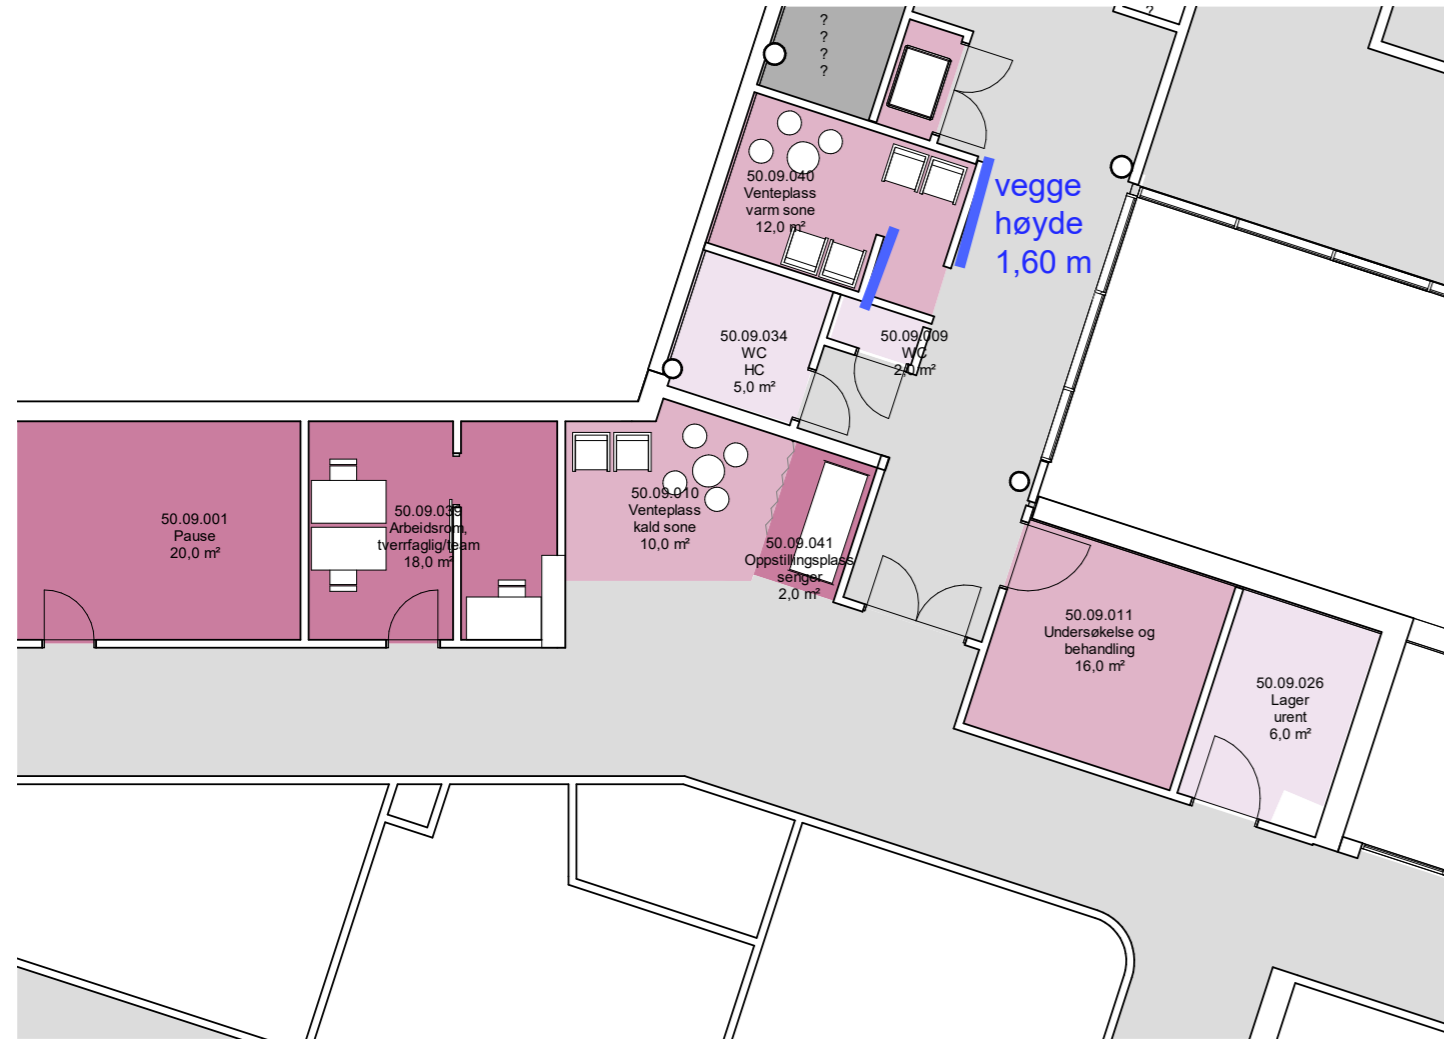 ?
?
?
?
?
50.09.040
Venteplass
varm sone
12,0 m²
vegge
høyde
1,60 m
50.09.034
WC
HC
5,0 m²
50.09.009
WC
2,0 m²
50.09.001
Pause
20,0 m²
50.09.039
Arbeidsrom,
tverrfaglig/team
18,0 m²
50.09.010
Venteplass
kald sone
10,0 m²
50.09.041
Oppstillingsplass
senger
2,0 m²
50.09.011
Undersøkelse og
behandling
16,0 m²
50.09.026
Lager
urent
6,0 m²